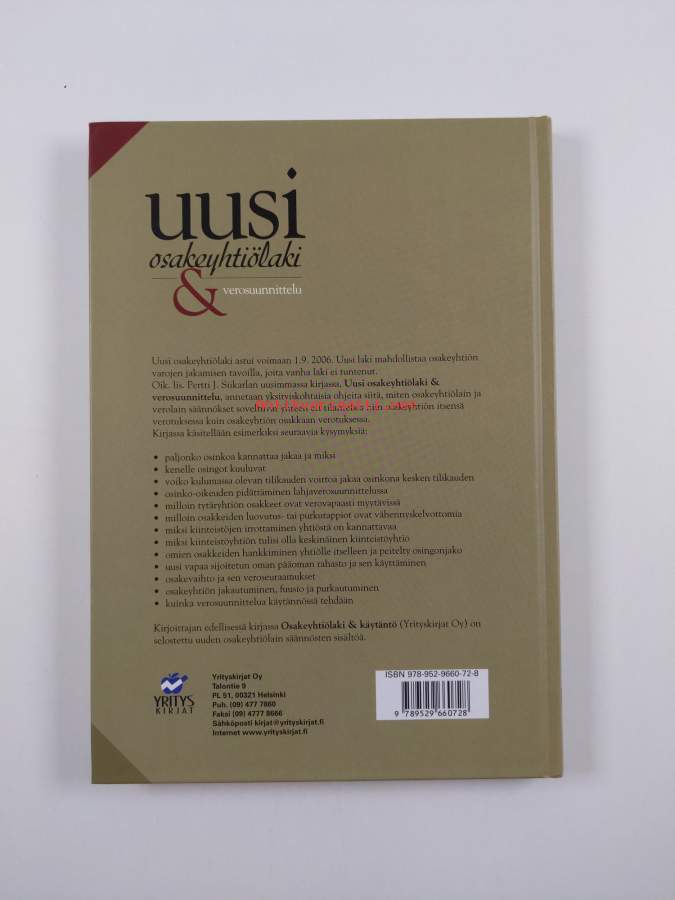 uusi
osakeyhtiölaki
& verosuunnittelu
Uusi osakeyhtiölaki astui voimaan 1.9. 2006. Uusi laki mahdollistaa osakeyhtiön
varojen jakamisen tavoilla, joita vanha laki ei tuntenut.
Oik. lis. Pertti J. Sukarlan uusimmassa kirjassa, Uusi osakeyhtiölaki &
verosuunnittelu, annetaan yksityiskohtaisia ohjeita siitä, miten osakeyhtiölain ja
verolain säännökset soveltuvat niin osakeyhtiön itsensä
verotuksessa kuin osakeyhtiön osakkaan verotuksessa.
Kirjassa käsitellään esimerkiksi seuraavia kysymyksiä:
• paljonko osinkoa kannattaa jakaa ja miksi
• kenelle osingot kuuluvat
• voiko kulumassa olevan tilikauden voittoa jakaa osinkona kesken tilikauden
• osinko-oikeuden pidättäminen lahjaverosuunnittelussa
• milloin tytäryhtiön osakkeet ovat verovapaasti myytävissä
• milloin osakkeiden luovutus- tai purkutappiot ovat vähennyskelvottomia
• miksi kiinteistöjen irrottaminen yhtiöstä on kannattavaa
• miksi kiinteistöyhtiön tulisi olla keskinäinen kiinteistöyhtiö
• omien osakkeiden hankkiminen yhtiölle itselleen ja peitelty osingonjako
• uusi vapaa sijoitetun oman pääoman rahasto ja sen käyttäminen
• osakevaihto ja sen veroseuraamukset
• osakeyhtiön jakautuminen, fuusio ja purkautuminen
• kuinka verosuunnittelua käytännössä tehdään
Kirjoittajan edellisessä kirjassa Osakeyhtiölaki & käytäntö (Yrityskirjat Oy) on
selostettu uuden osakeyhtiölain säännösten sisältöä.
YRITYS
KIRJAT
Yrityskirjat Oy
Talontie 9
PL 51, 00321 Helsinki
Puh. (09) 477 7860
Faksi (09) 4777 8666
Sähköposti kirjat@yrityskirjat.fi
Internet www.yrityskirjat.fi
ISBN 978-952-9660-72-8
9 789529 660728